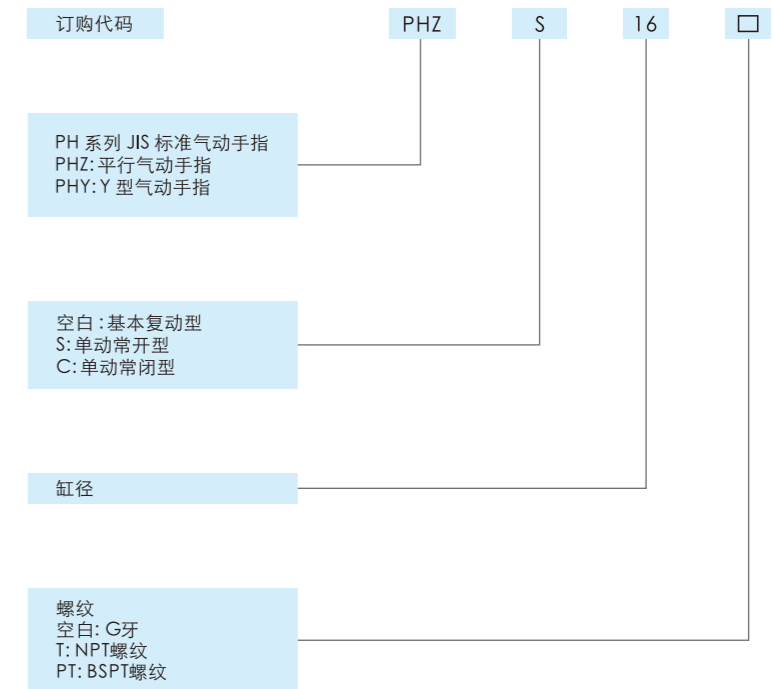 订购代码 PHZ S 16 □
PH 系列 JIS 标准气动手指
PHZ: 平行气动手指
PHY: Y 型气动手指
空白 : 基本复动型
S: 单动常开型
C: 单动常闭型
缸径
螺纹
空白: G牙
T: NPT螺纹
PT: BSPT螺纹